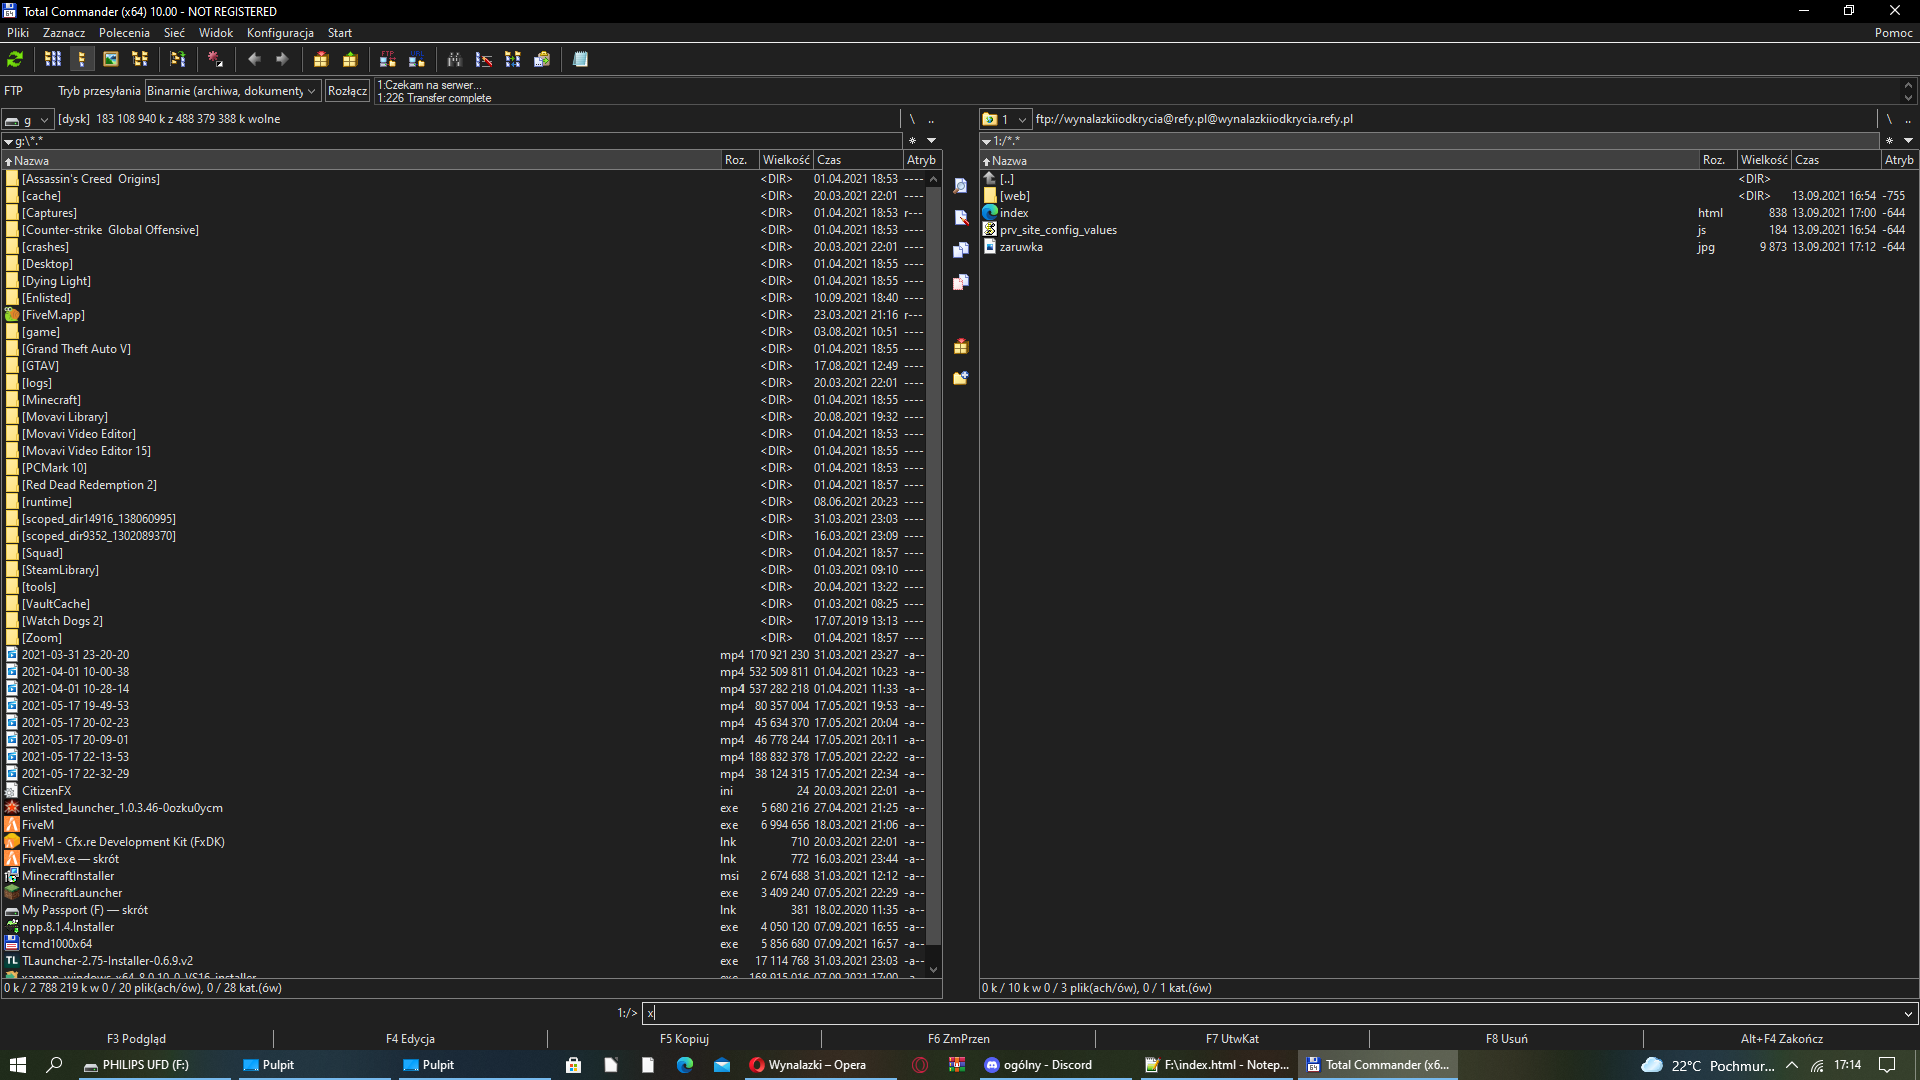 Total Commander (x64) 10.00 - NOT REGISTERED
Pliki Zaznacz Polecenia Sieć Widok Konfiguracja Start Pomoc
FTP Tryb przesyłania Binarnie (archiwa, dokumenty Rozłącz
1:Czekam na serwer...
1:226 Transfer complete
g [dysk] 183 108 940 k z 488 379 388 k wolne \ ..
g:\*.* * 
Nazwa Roz. Wielkość Czas Atryb
[Assassin's Creed Origins] <DIR> 01.04.2021 18:53 ----
[cache] <DIR> 20.03.2021 22:01 ----
[Captures] <DIR> 01.04.2021 18:53 r---
[Counter-strike Global Offensive] <DIR> 01.04.2021 18:53 ----
[crashes] <DIR> 20.03.2021 22:01 ----
[Desktop] <DIR> 01.04.2021 18:55 ----
[Dying Light] <DIR> 01.04.2021 18:55 ----
[Enlisted] <DIR> 10.09.2021 18:40 ----
[FiveM.app] <DIR> 23.03.2021 21:16 r---
[game] <DIR> 03.08.2021 10:51 ----
[Grand Theft Auto V] <DIR> 01.04.2021 18:55 ----
[GTAV] <DIR> 17.08.2021 12:49 ----
[logs] <DIR> 20.03.2021 22:01 ----
[Minecraft] <DIR> 01.04.2021 18:55 ----
[Movavi Library] <DIR> 20.08.2021 19:32 ----
[Movavi Video Editor] <DIR> 01.04.2021 18:53 ----
[Movavi Video Editor 15] <DIR> 01.04.2021 18:55 ----
[PCMark 10] <DIR> 01.04.2021 18:53 ----
[Red Dead Redemption 2] <DIR> 01.04.2021 18:57 ----
[runtime] <DIR> 08.06.2021 20:23 ----
[scoped_dir14916_138060995] <DIR> 31.03.2021 23:03 ----
[scoped_dir9352_1302089370] <DIR> 16.03.2021 23:09 ----
[Squad] <DIR> 01.04.2021 18:57 ----
[SteamLibrary] <DIR> 01.03.2021 09:10 ----
[tools] <DIR> 20.04.2021 13:22 ----
[VaultCache] <DIR> 01.03.2021 08:25 ----
[Watch Dogs 2] <DIR> 17.07.2019 13:13 ----
[Zoom] <DIR> 01.04.2021 18:57 ----
2021-03-31 23-20-20 mp4 170 921 230 31.03.2021 23:27 -a--
2021-04-01 10-00-38 mp4 532 509 811 01.04.2021 10:23 -a--
2021-04-01 10-28-14 mp4 537 282 218 01.04.2021 11:33 -a--
2021-05-17 19-49-53 mp4 80 357 004 17.05.2021 19:53 -a--
2021-05-17 20-02-23 mp4 45 634 370 17.05.2021 20:04 -a--
2021-05-17 20-09-01 mp4 46 778 244 17.05.2021 20:11 -a--
2021-05-17 22-13-53 mp4 188 832 378 17.05.2021 22:22 -a--
2021-05-17 22-32-29 mp4 38 124 315 17.05.2021 22:34 -a--
CitizenFX ini 24 20.03.2021 22:01 -a--
enlisted_launcher_1.0.3.46-0ozku0ycm exe 5 680 216 27.04.2021 21:25 -a--
FiveM exe 6 994 656 18.03.2021 21:06 -a--
FiveM - Cfx.re Development Kit (FxDK) lnk 710 20.03.2021 22:01 -a--
FiveM.exe — skrót lnk 772 16.03.2021 23:44 -a--
MinecraftInstaller msi 2 674 688 31.03.2021 12:12 -a--
MinecraftLauncher exe 3 409 240 07.05.2021 22:29 -a--
My Passport (F) — skrót lnk 381 18.02.2020 11:35 -a--
npp.8.1.4.Installer exe 4 050 120 07.09.2021 16:55 -a--
tcmd1000x64 exe 5 856 680 07.09.2021 16:57 -a--
TLauncher-2.75-Installer-0.6.9.v2 exe 17 114 768 31.03.2021 23:03 -a--
xampp-windows-x64-8.0.10-0-VS16-installer exe 168 915 016 07.09.2021 17:00 -a--
0 k / 2 788 219 k w 0 / 20 plik(ach/ów), 0 / 28 kat.(ów)
1 ftp://wynalazkiiodkrycia@refy.pl@wynalazkiiodkrycia.refy.pl \ ..
1:/*.* *
Nazwa Roz. Wielkość Czas Atryb
[..] <DIR>
[web] <DIR> 13.09.2021 16:54 -755
index html 838 13.09.2021 17:00 -644
prv_site_config_values js 184 13.09.2021 16:54 -644
zaruwka jpg 9 873 13.09.2021 17:12 -644
0 k / 10 k w 0 / 3 plik(ach/ów), 0 / 1 kat.(ów)
1:/> x
F3 Podgląd F4 Edycja F5 Kopiuj F6 ZmPrzen F7 UtwKat F8 Usuń Alt+F4 Zakończ
PHILIPS UFD (F:) Pulpit Pulpit Wynalazki – Opera ogólny - Discord F:\index.html - Notep... Total Commander (x6... 22°C Pochmur... 17:14